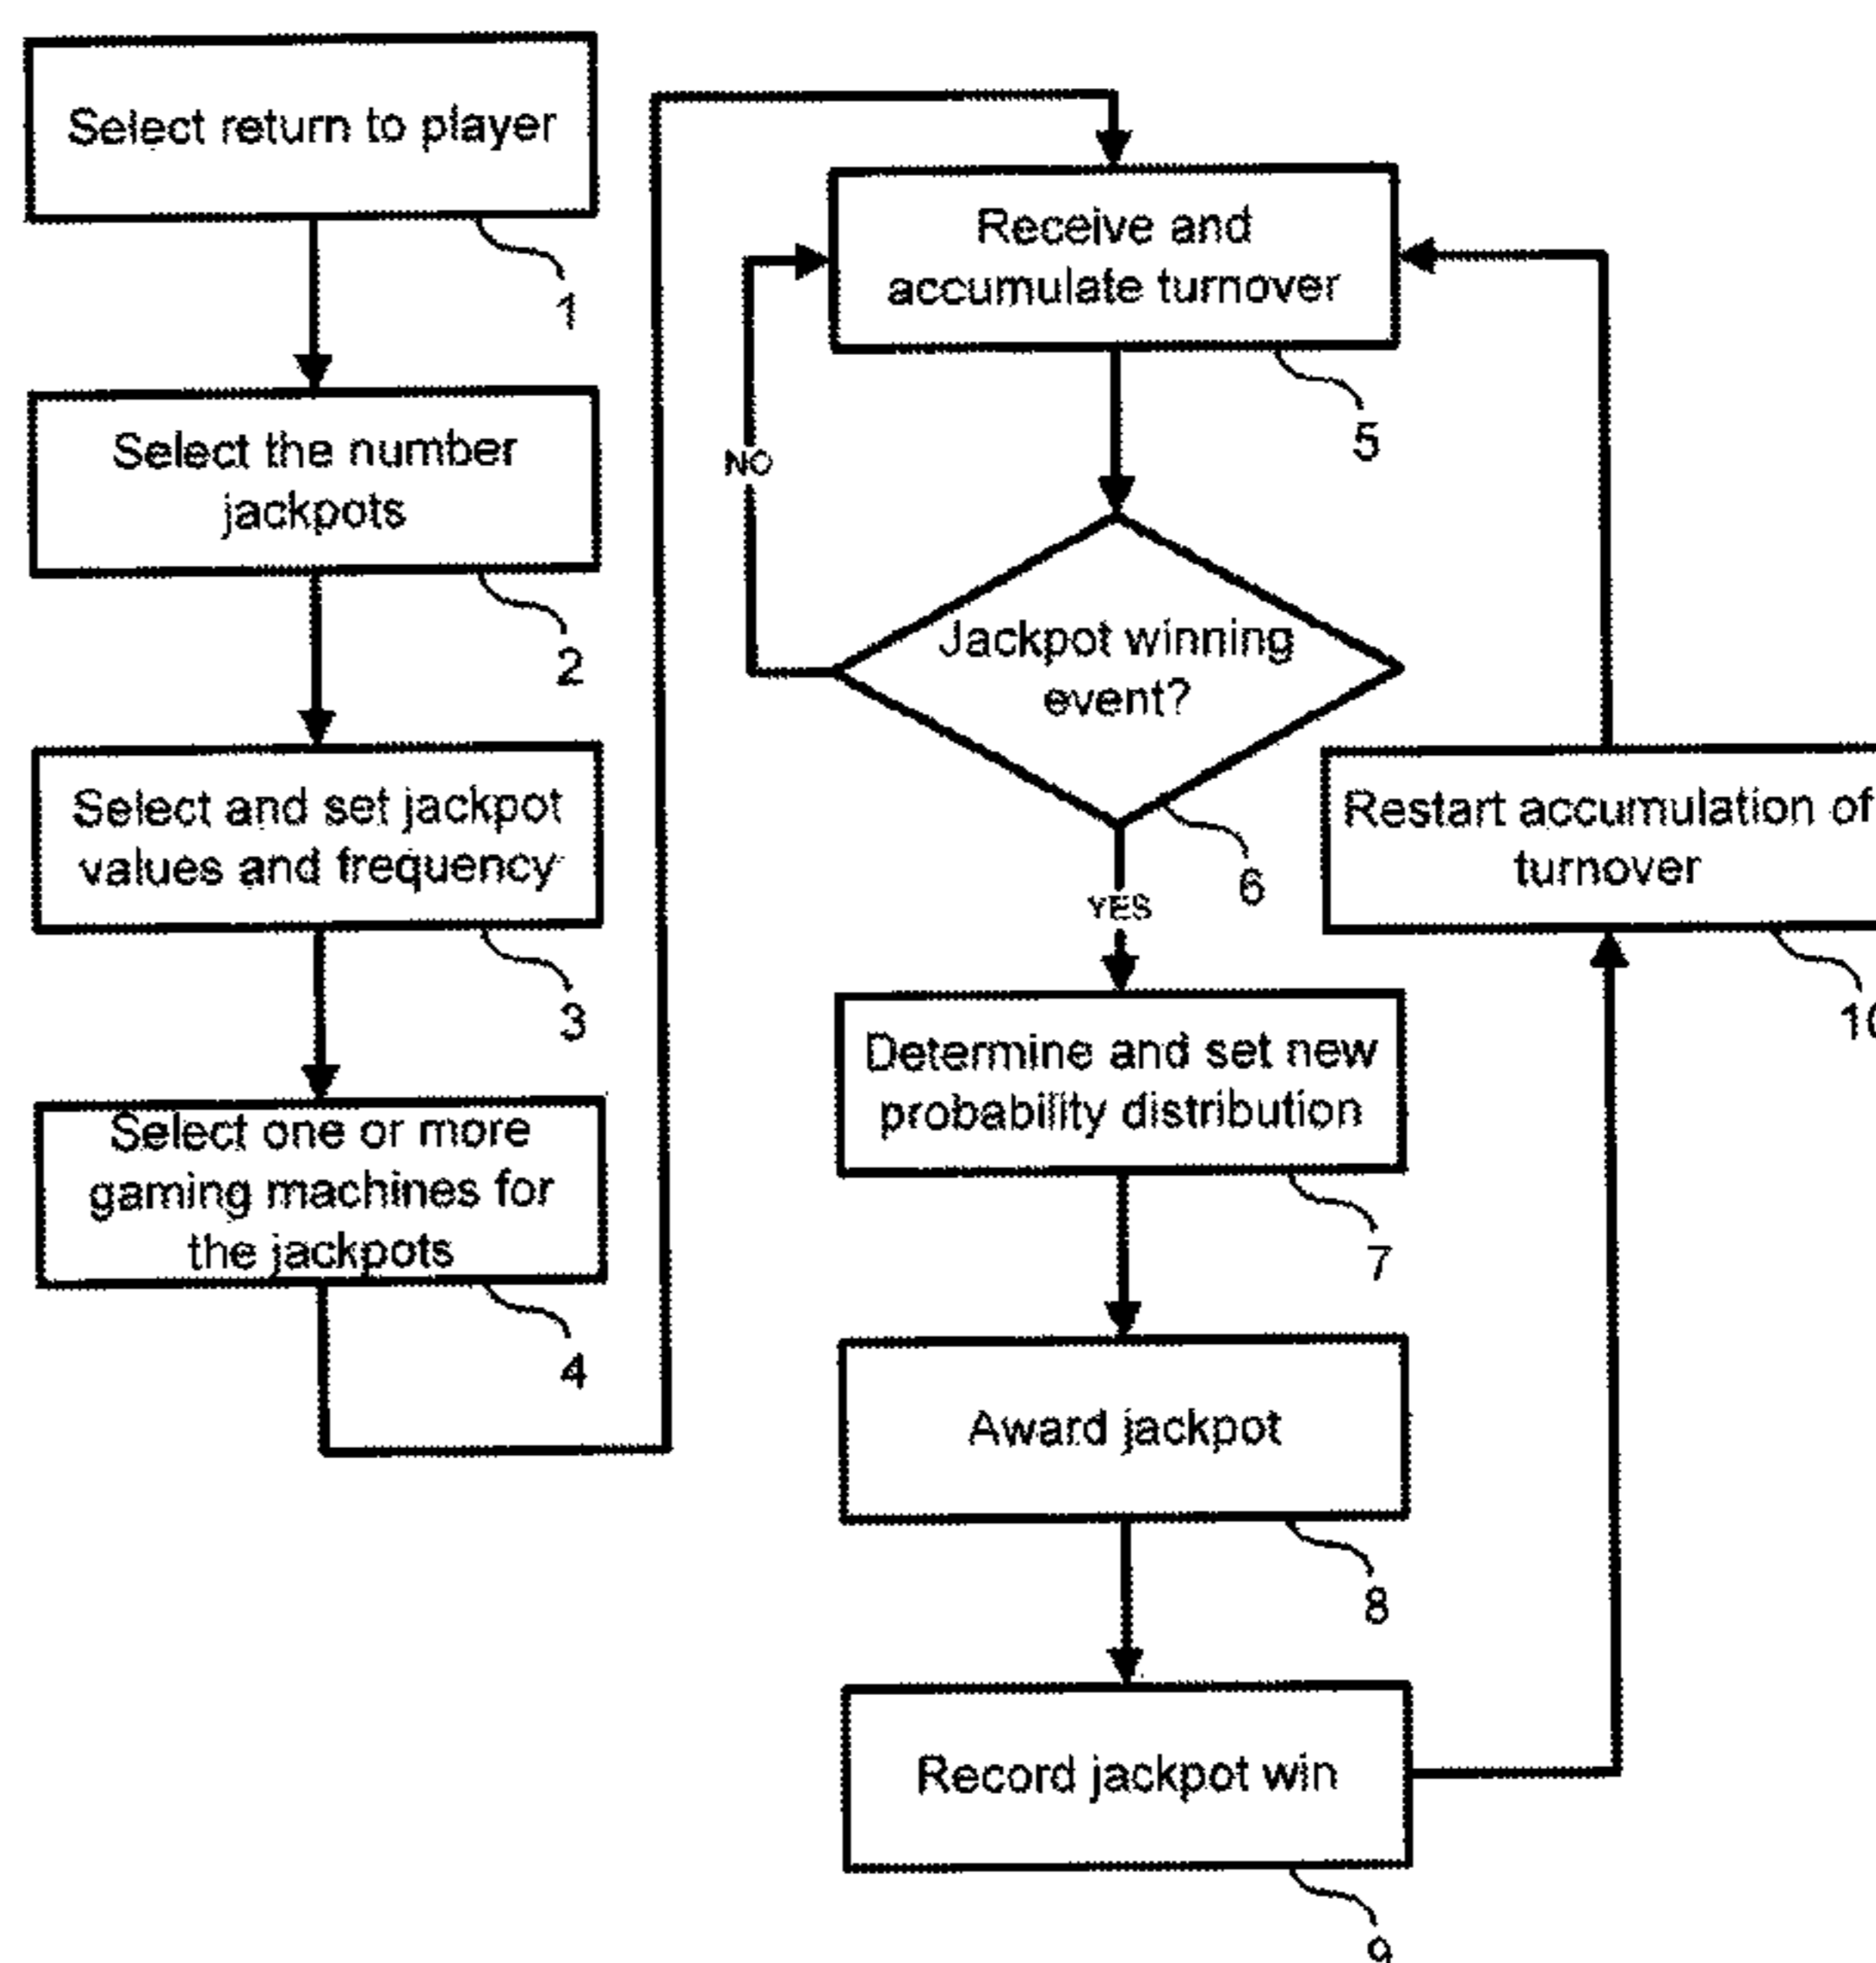 Select return to player
1
Select the number
jackpots
2
Select and set jackpot
values and frequency
3
Select one or more
gaming machines for
the jackpots
4
Receive and
accumulate turnover
5
NO
Jackpot winning
event?
6
YES
Determine and set new
probability distribution
7
Award jackpot
8
Record jackpot win
9
Restart accumulation of
turnover
10